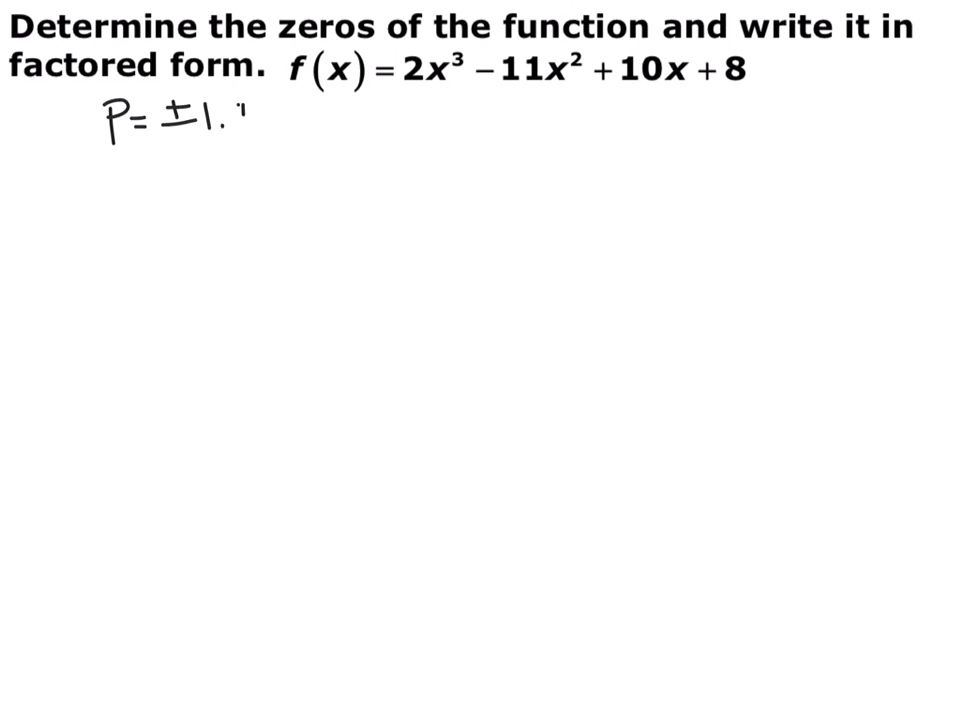 Determine the zeros of the function and write it in
factored form. f(x) = 2x³ − 11x² + 10x + 8
P = ±1.